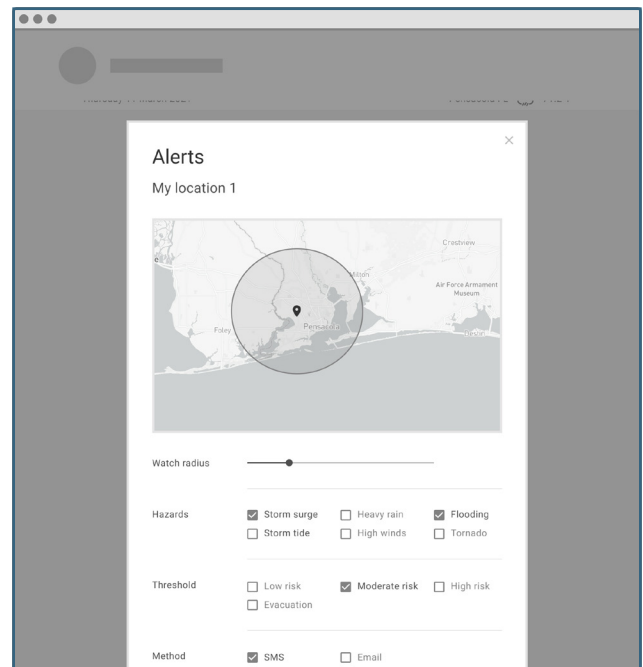 Alerts
My location 1
Crestview
Milton
Air Force Armament
Museum
Foley
Pensacola
Destin
Watch radius
Hazards
Storm surge
Heavy rain
Flooding
Storm tide
High winds
Tornado
Threshold
Low risk
Moderate risk
High risk
Evacuation
Method
SMS
Email